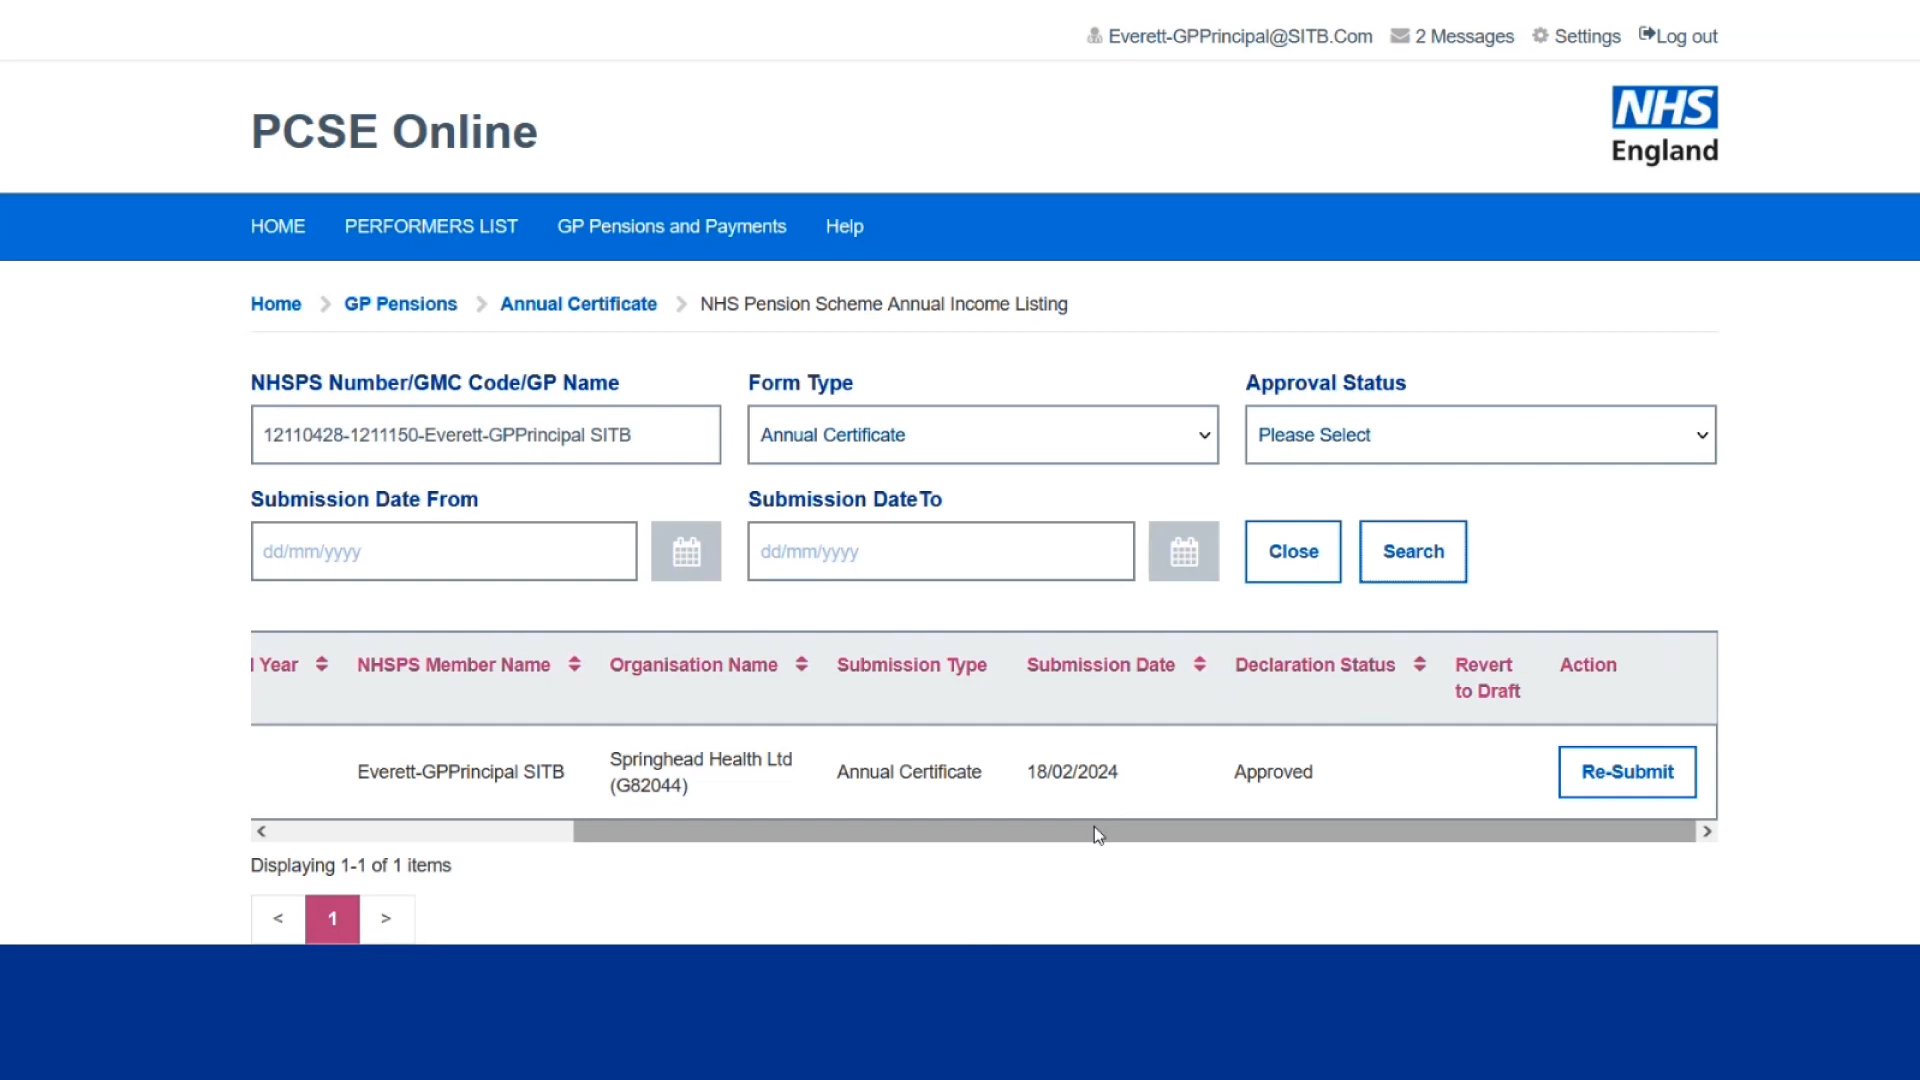 Everett-GPPrincipal@SITB.Com 2 Messages Settings Log out
PCSE Online
NHS
England
HOME PERFORMERS LIST GP Pensions and Payments Help
Home GP Pensions Annual Certificate NHS Pension Scheme Annual Income Listing
NHSPS Number/GMC Code/GP Name Form Type Approval Status
12110428-1211150-Everett-GPPrincipal SITB Annual Certificate Please Select
Submission Date From Submission DateTo
dd/mm/yyyy dd/mm/yyyy Close Search
l Year NHSPS Member Name Organisation Name Submission Type Submission Date Declaration Status Revert to Draft Action
Everett-GPPrincipal SITB Springhead Health Ltd (G82044) Annual Certificate 18/02/2024 Approved Re-Submit
Displaying 1-1 of 1 items
< 1 >